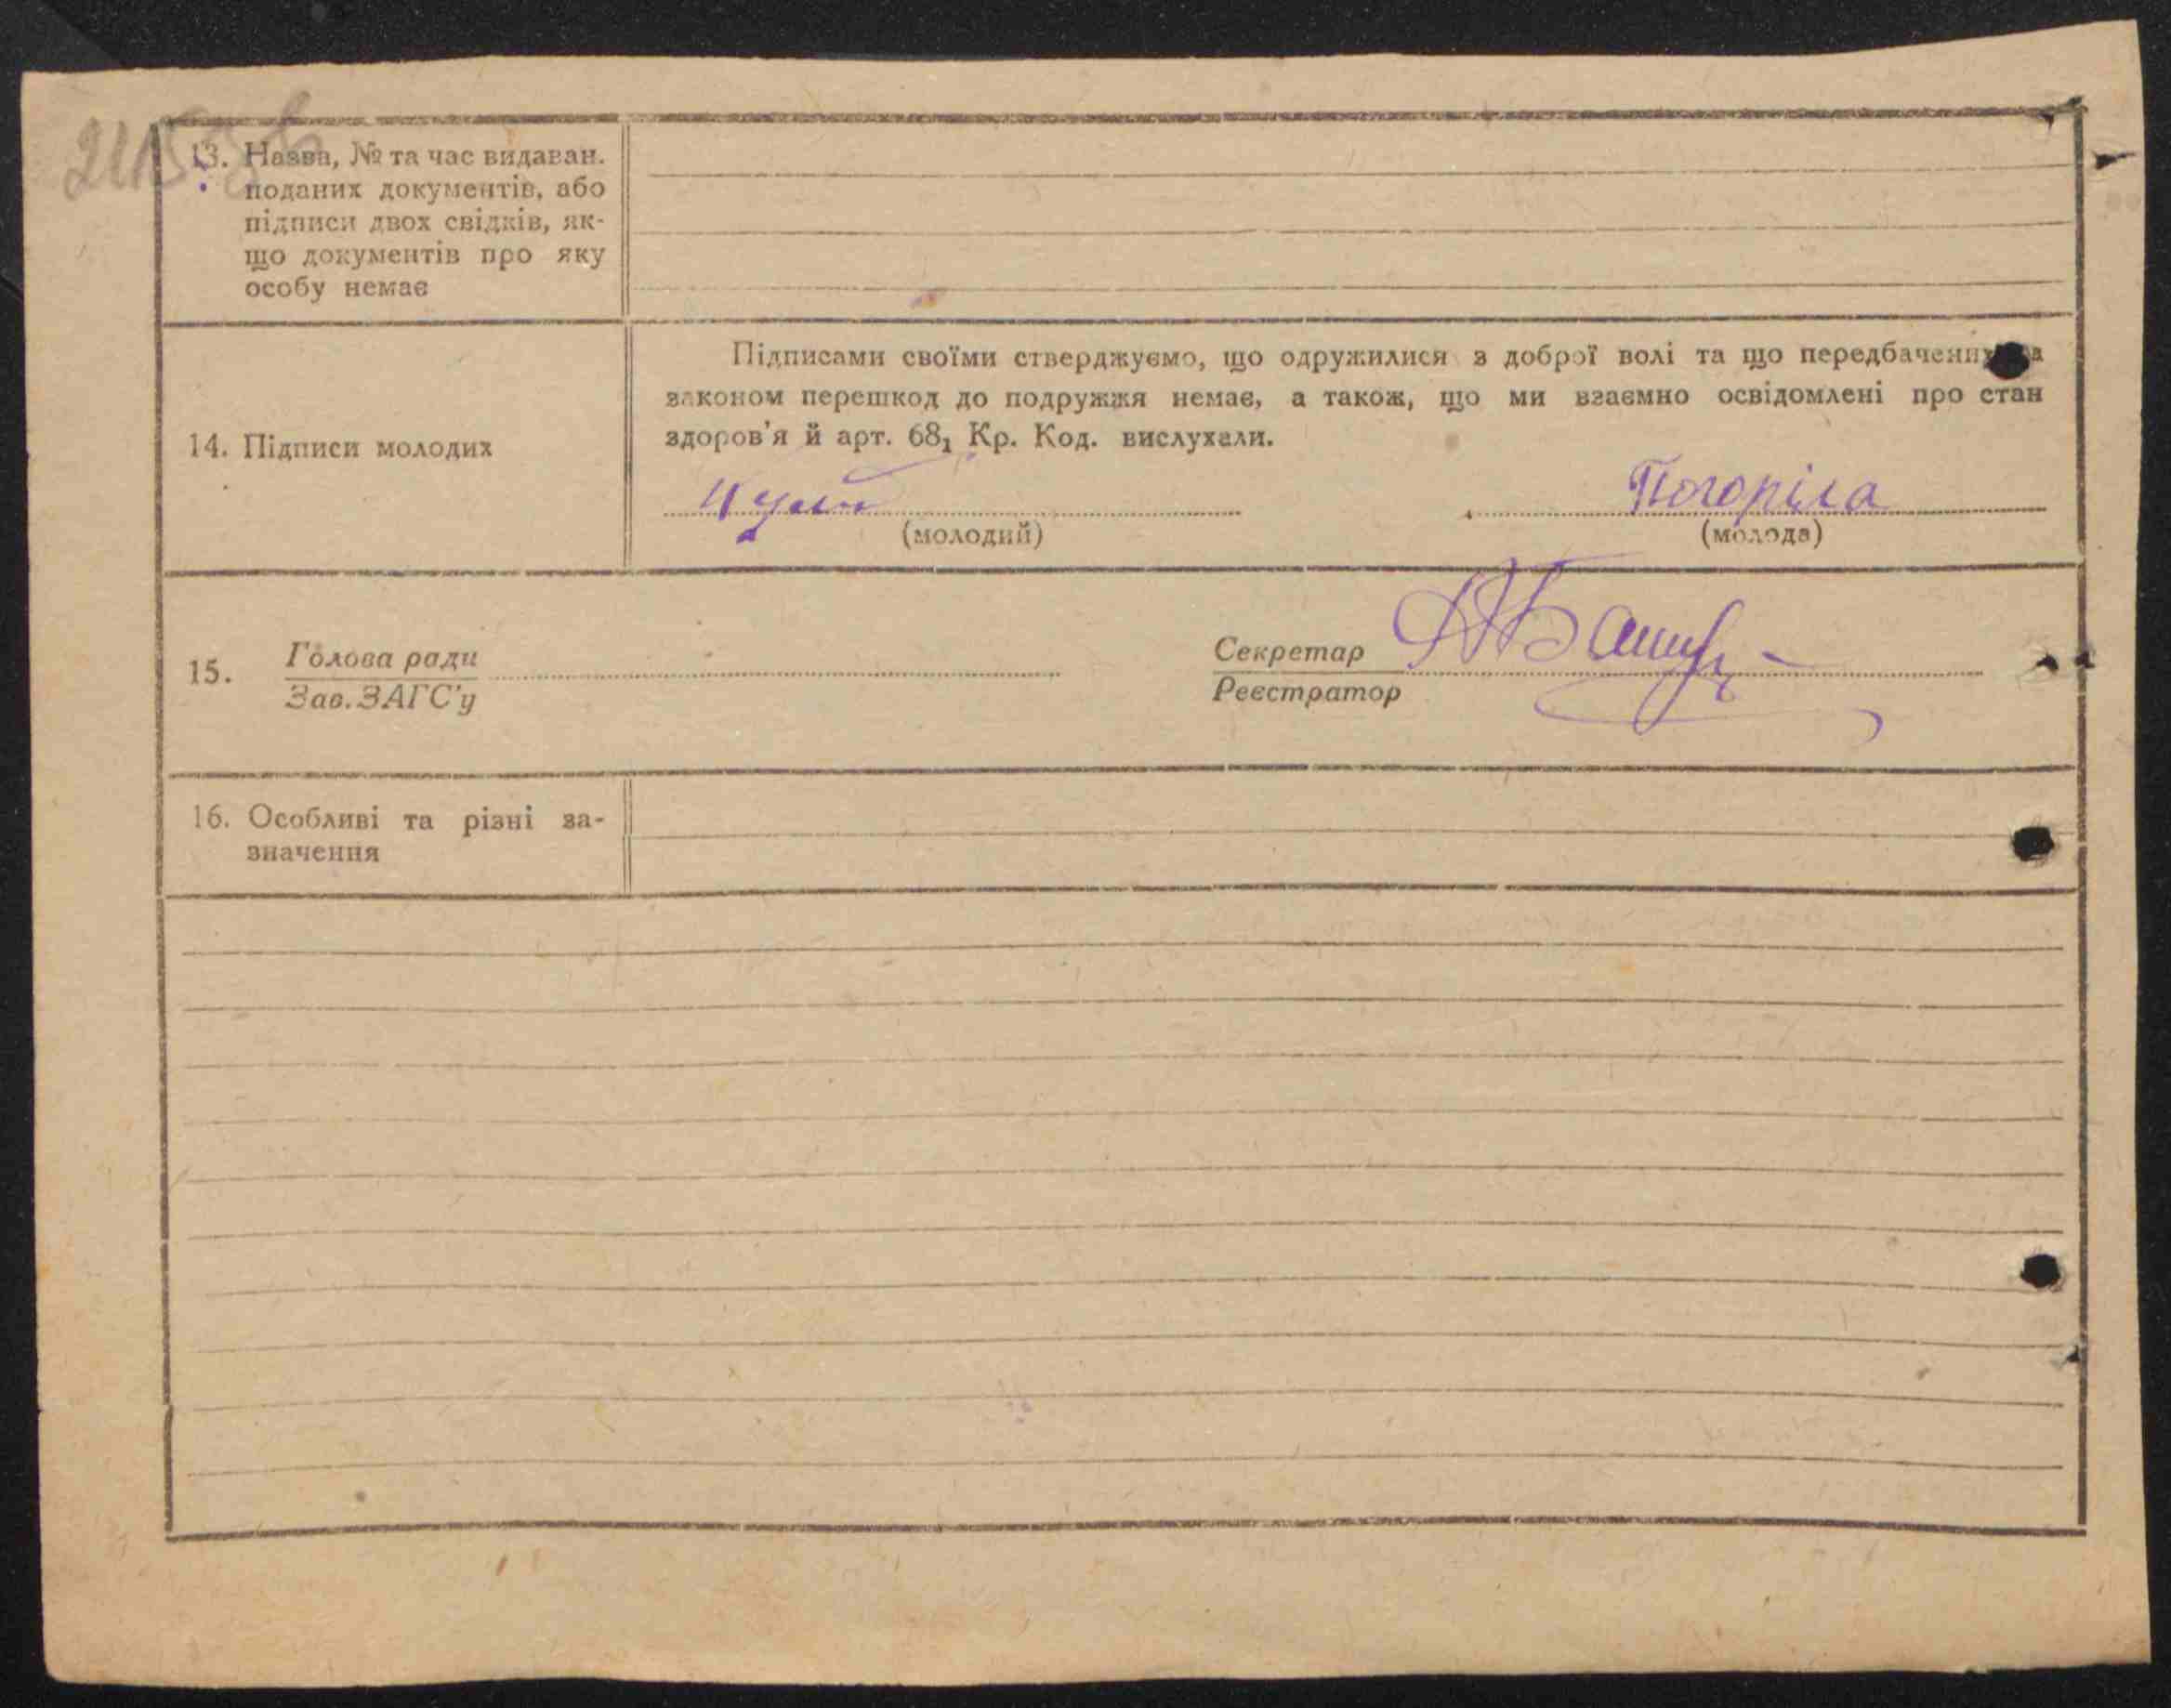 13. Назва, № та час видаван.
поданих документів, або
підписи двох свідків, як-
що документів про яку
особу немає
Підписами своїми стверджуємо, що одружилися з доброї волі та що передбачених
законом перешкод до подружжя немає, а також, що ми взаємно освідомлені про стан
здоров'я й арт. 68₁ Кр. Код. вислухали.
14. Підписи молодих
Погоріла
(молодий) (молода)
15. Голова ради Секретар
Зав. ЗАГС'у Реєстратор
16. Особливі та різні за-
значення